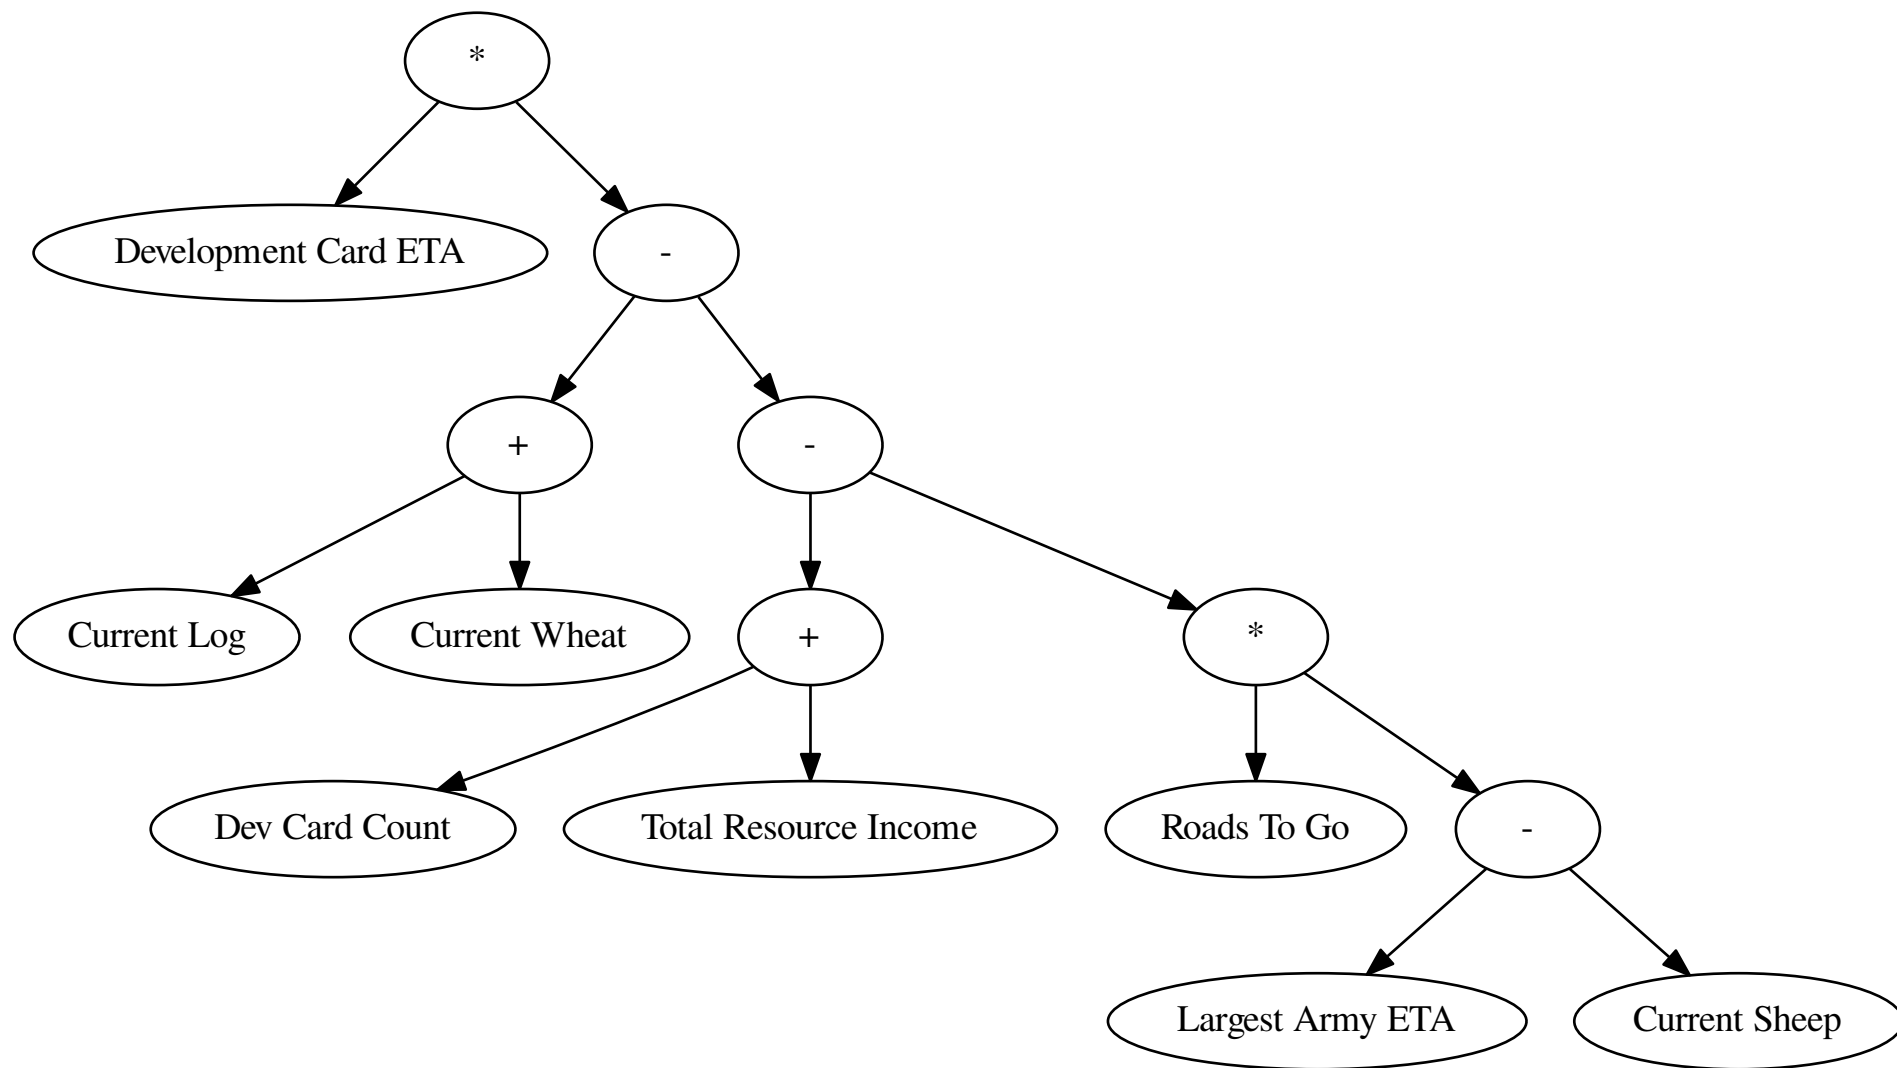 *
Development Card ETA
-
+
-
Current Log
Current Wheat
+
*
Dev Card Count
Total Resource Income
Roads To Go
-
Largest Army ETA
Current Sheep